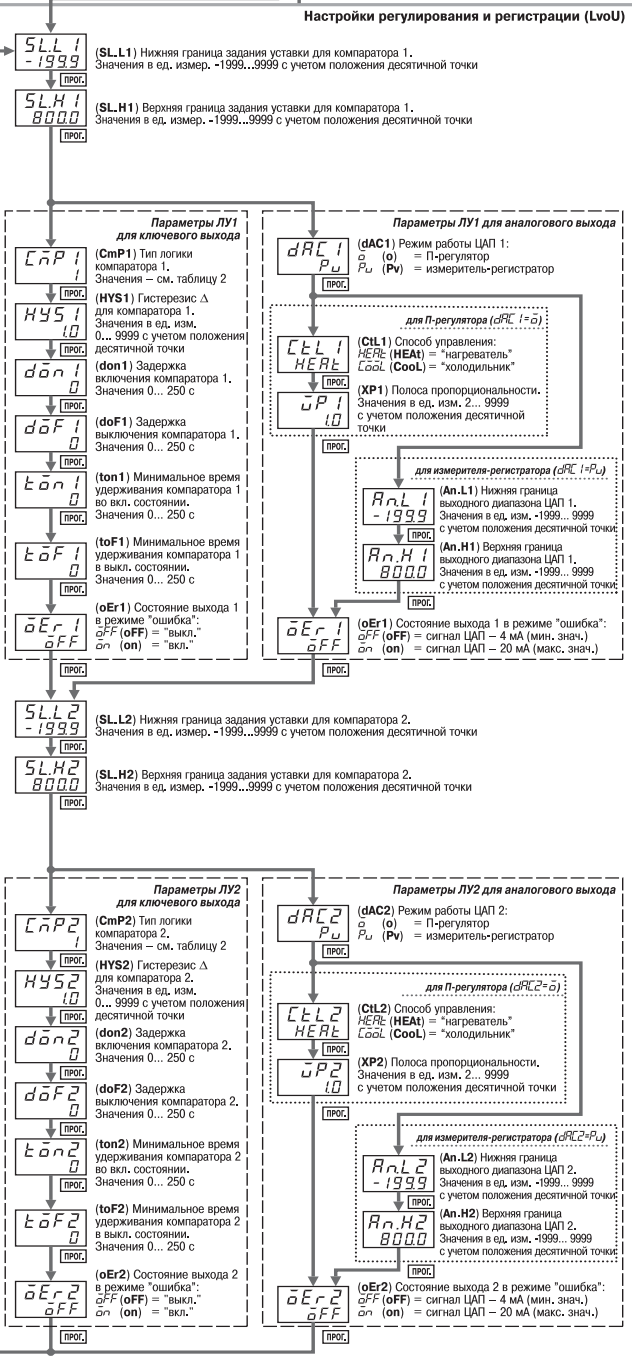 Настройки регулирования и регистрации (LvoU)
SL.L1
-199.9
(SL.L1) Нижняя граница задания уставки для компаратора 1.
Значения в ед. измер. -1999...9999 с учетом положения десятичной точки
ПРОГ.
SL.H1
800.0
(SL.H1) Верхняя граница задания уставки для компаратора 1.
Значения в ед. измер. -1999...9999 с учетом положения десятичной точки
ПРОГ.
Параметры ЛУ1
для ключевого выхода
CmP1
1
(CmP1) Тип логики
компаратора 1.
Значения – см. таблицу 2
ПРОГ.
HYS1
1.0
(HYS1) Гистерезис Δ
для компаратора 1.
Значения в ед. изм.
0... 9999 с учетом положения
десятичной точки
ПРОГ.
don1
0
(don1) Задержка
включения компаратора 1.
Значения 0... 250 с
ПРОГ.
doF1
0
(doF1) Задержка
выключения компаратора 1.
Значения 0... 250 с
ПРОГ.
ton1
0
(ton1) Минимальное время
удерживания компаратора 1
во вкл. состоянии.
Значения 0... 250 с
ПРОГ.
toF1
0
(toF1) Минимальное время
удерживания компаратора 1
в выкл. состоянии.
Значения 0... 250 с
ПРОГ.
oEr1
oFF
(oEr1) Состояние выхода 1
в режиме "ошибка":
oFF (oFF) = "выкл."
on (on) = "вкл."
ПРОГ.
Параметры ЛУ1 для аналогового выхода
dAC1
Pv
(dAC1) Режим работы ЦАП 1:
o (o) = П-регулятор
Pv (Pv) = измеритель-регистратор
ПРОГ.
для П-регулятора (dAC1=o)
CtL1
HEAt
(CtL1) Способ управления:
HEAt (HEAt) = "нагреватель"
CooL (CooL) = "холодильник"
ПРОГ.
XP1
1.0
(XP1) Полоса пропорциональности.
Значения в ед. изм. 2... 9999
с учетом положения десятичной
точки
ПРОГ.
для измерителя-регистратора (dAC1=Pv)
An.L1
-199.9
(An.L1) Нижняя граница
выходного диапазона ЦАП 1.
Значения в ед. изм. -1999... 9999
с учетом положения десятичной точки
ПРОГ.
An.H1
800.0
(An.H1) Верхняя граница
выходного диапазона ЦАП 1.
Значения в ед. изм. -1999... 9999
с учетом положения десятичной точки
ПРОГ.
oEr1
oFF
(oEr1) Состояние выхода 1 в режиме "ошибка":
oFF (oFF) = сигнал ЦАП – 4 мА (мин. знач.)
on (on) = сигнал ЦАП – 20 мА (макс. знач.)
ПРОГ.
SL.L2
-199.9
(SL.L2) Нижняя граница задания уставки для компаратора 2.
Значения в ед. измер. -1999...9999 с учетом положения десятичной точки
ПРОГ.
SL.H2
800.0
(SL.H2) Верхняя граница задания уставки для компаратора 2.
Значения в ед. измер. -1999...9999 с учетом положения десятичной точки
ПРОГ.
Параметры ЛУ2
для ключевого выхода
CmP2
1
(CmP2) Тип логики
компаратора 2.
Значения – см. таблицу 2
ПРОГ.
HYS2
1.0
(HYS2) Гистерезис Δ
для компаратора 2.
Значения в ед. изм.
0... 9999 с учетом положения
десятичной точки
ПРОГ.
don2
0
(don2) Задержка
включения компаратора 2.
Значения 0... 250 с
ПРОГ.
doF2
0
(doF2) Задержка
выключения компаратора 2.
Значения 0... 250 с
ПРОГ.
ton2
0
(ton2) Минимальное время
удерживания компаратора 2
во вкл. состоянии.
Значения 0... 250 с
ПРОГ.
toF2
0
(toF2) Минимальное время
удерживания компаратора 2
в выкл. состоянии.
Значения 0... 250 с
ПРОГ.
oEr2
oFF
(oEr2) Состояние выхода 2
в режиме "ошибка":
oFF (oFF) = "выкл."
on (on) = "вкл."
ПРОГ.
Параметры ЛУ2 для аналогового выхода
dAC2
Pv
(dAC2) Режим работы ЦАП 2:
o (o) = П-регулятор
Pv (Pv) = измеритель-регистратор
ПРОГ.
для П-регулятора (dAC2=o)
CtL2
HEAt
(CtL2) Способ управления:
HEAt (HEAt) = "нагреватель"
CooL (CooL) = "холодильник"
ПРОГ.
XP2
1.0
(XP2) Полоса пропорциональности.
Значения в ед. изм. 2... 9999
с учетом положения десятичной точки
ПРОГ.
для измерителя-регистратора (dAC2=Pv)
An.L2
-199.9
(An.L2) Нижняя граница
выходного диапазона ЦАП 2.
Значения в ед. изм. -1999... 9999
с учетом положения десятичной точки
ПРОГ.
An.H2
800.0
(An.H2) Верхняя граница
выходного диапазона ЦАП 2.
Значения в ед. изм. -1999... 9999
с учетом положения десятичной точки
ПРОГ.
oEr2
oFF
(oEr2) Состояние выхода 2 в режиме "ошибка":
oFF (oFF) = сигнал ЦАП – 4 мА (мин. знач.)
on (on) = сигнал ЦАП – 20 мА (макс. знач.)
ПРОГ.